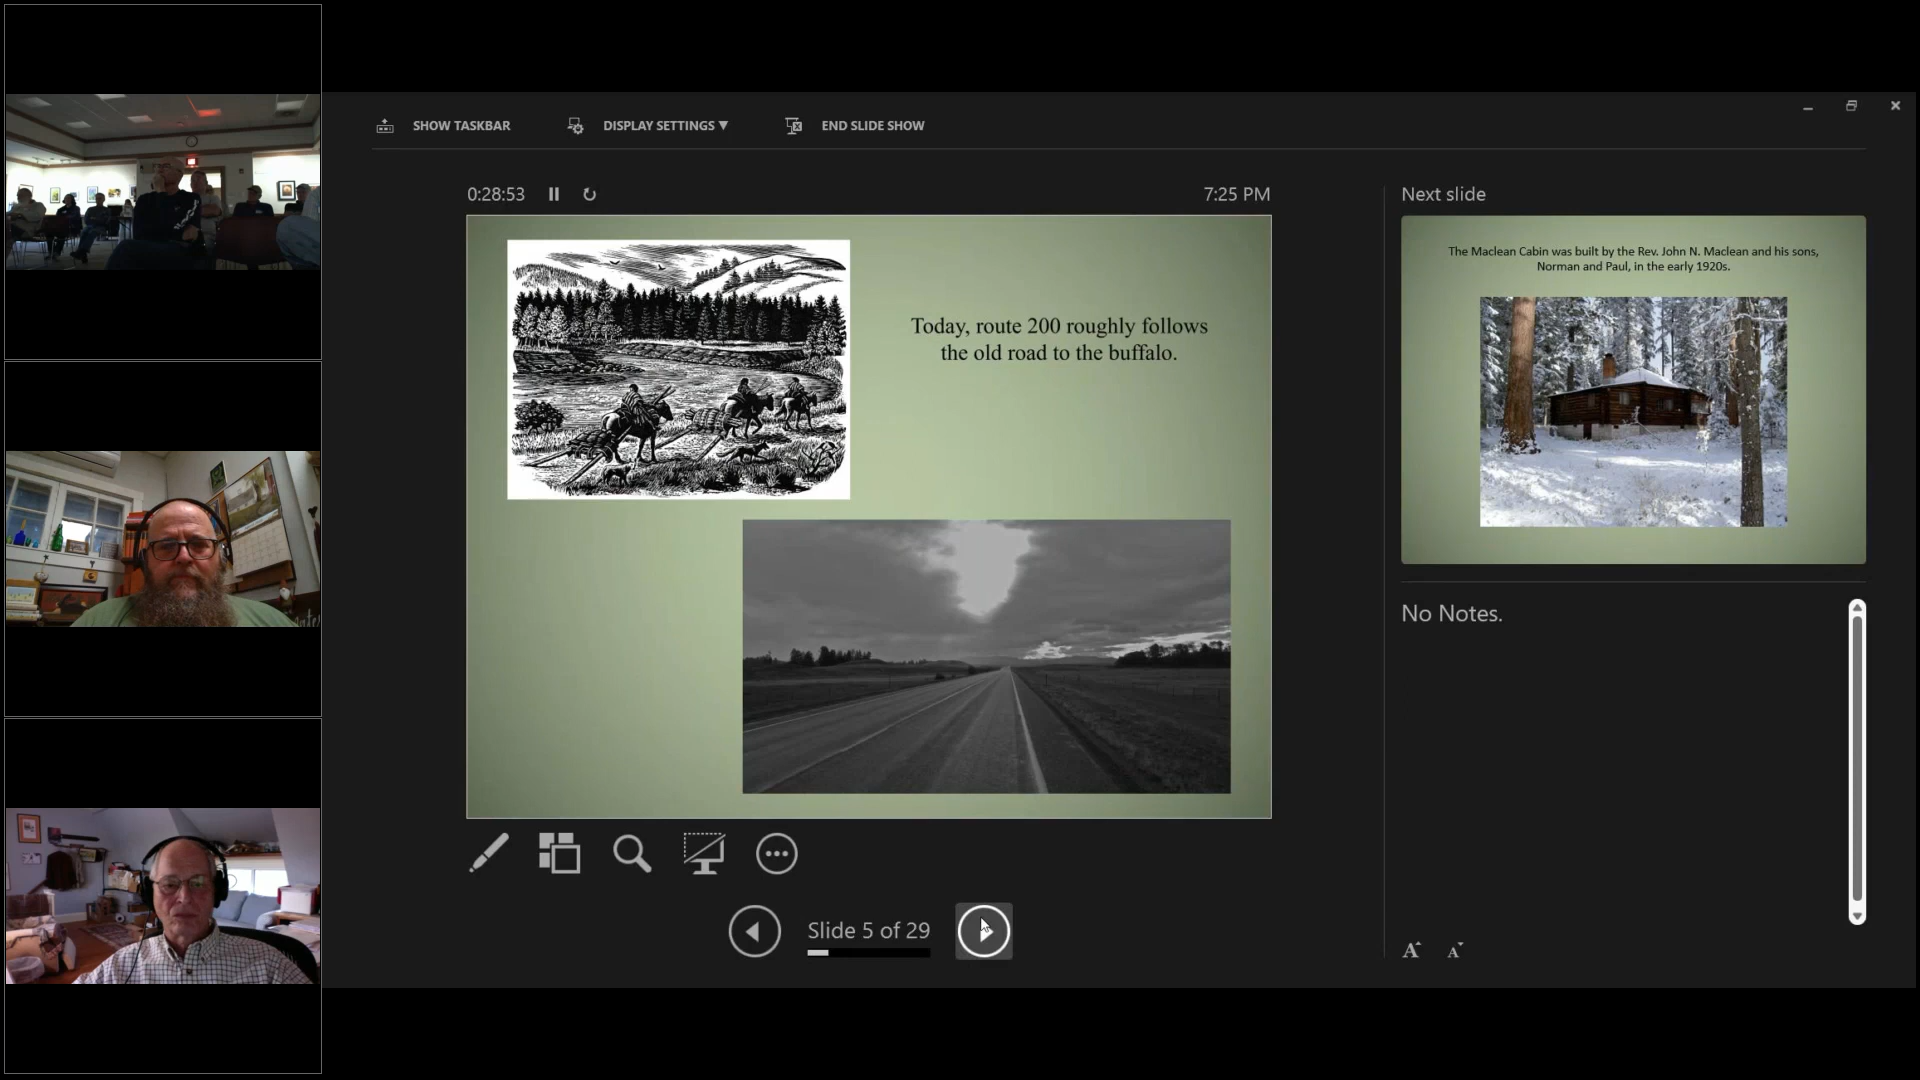 SHOW TASKBAR
DISPLAY SETTINGS ▼
END SLIDE SHOW
0:28:53
7:25 PM
Today, route 200 roughly follows
the old road to the buffalo.
Slide 5 of 29
Next slide
The Maclean Cabin was built by the Rev. John N. Maclean and his sons,
Norman and Paul, in the early 1920s.
No Notes.
A A